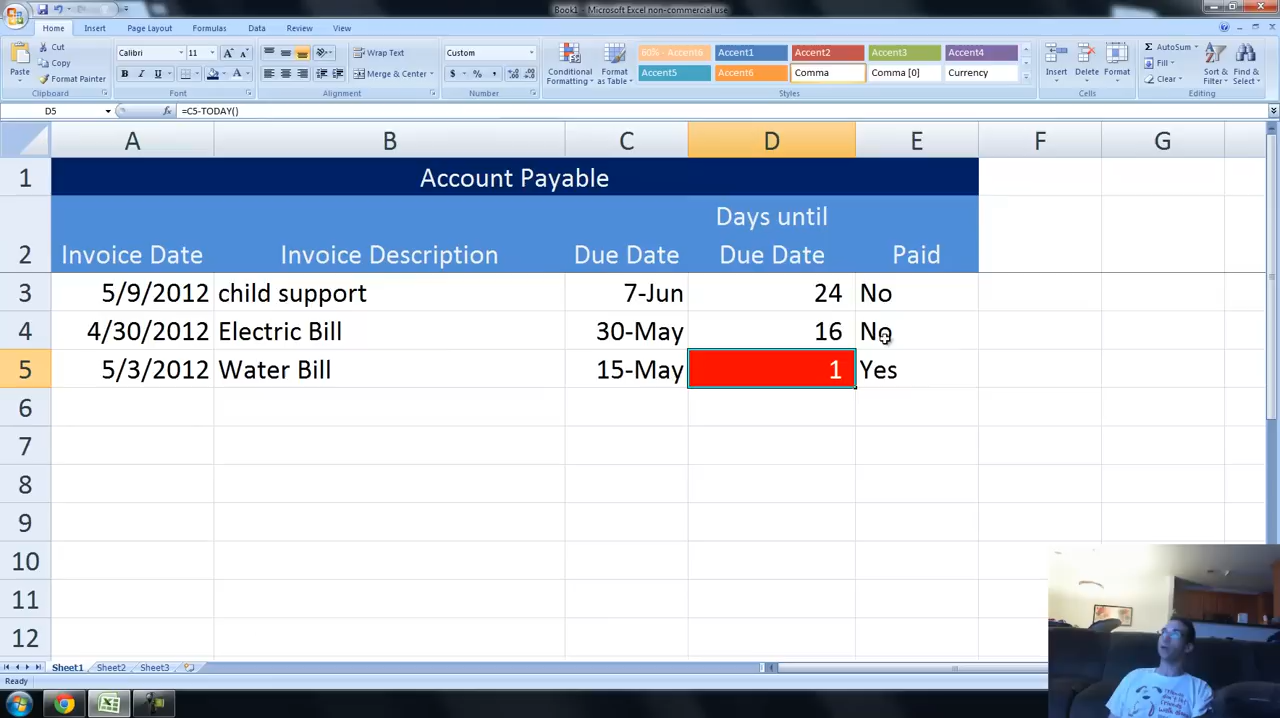 Book1 - Microsoft Excel non-commercial use
Home Insert Page Layout Formulas Data Review View
Paste
Cut
Copy
Format Painter
Clipboard
Calibri 11
B I U
Font
Wrap Text
Merge & Center
Alignment
Custom
$ % ,
Number
Conditional Formatting
Format as Table
60% - Accent6 Accent1 Accent2 Accent3 Accent4
Accent5 Accent6 Comma Comma [0] Currency
Styles
Insert Delete Format
Cells
AutoSum
Fill
Clear
Sort & Filter
Find & Select
Editing
D5 fx =C5-TODAY()
A B C D E F G
1 Account Payable
2 Invoice Date Invoice Description Due Date Days until Due Date Paid
3 5/9/2012 child support 7-Jun 24 No
4 4/30/2012 Electric Bill 30-May 16 No
5 5/3/2012 Water Bill 15-May 1 Yes
6
7
8
9
10
11
12
Sheet1 Sheet2 Sheet3
Ready